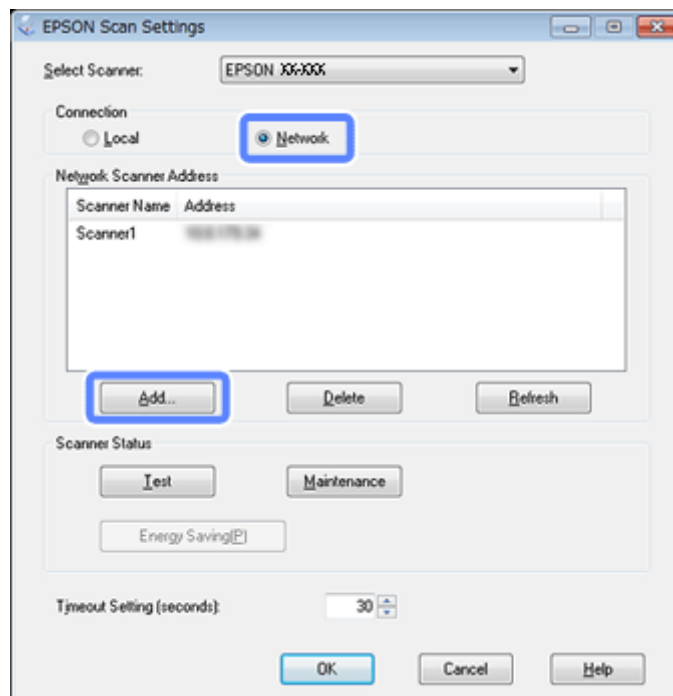 EPSON Scan Settings
Select Scanner: EPSON XX-XXX
Connection
Local Network
Network Scanner Address
Scanner Name Address
Scanner1
Add... Delete Refresh
Scanner Status
Test Maintenance
Energy Saving(P)
Timeout Setting (seconds): 30
OK Cancel Help